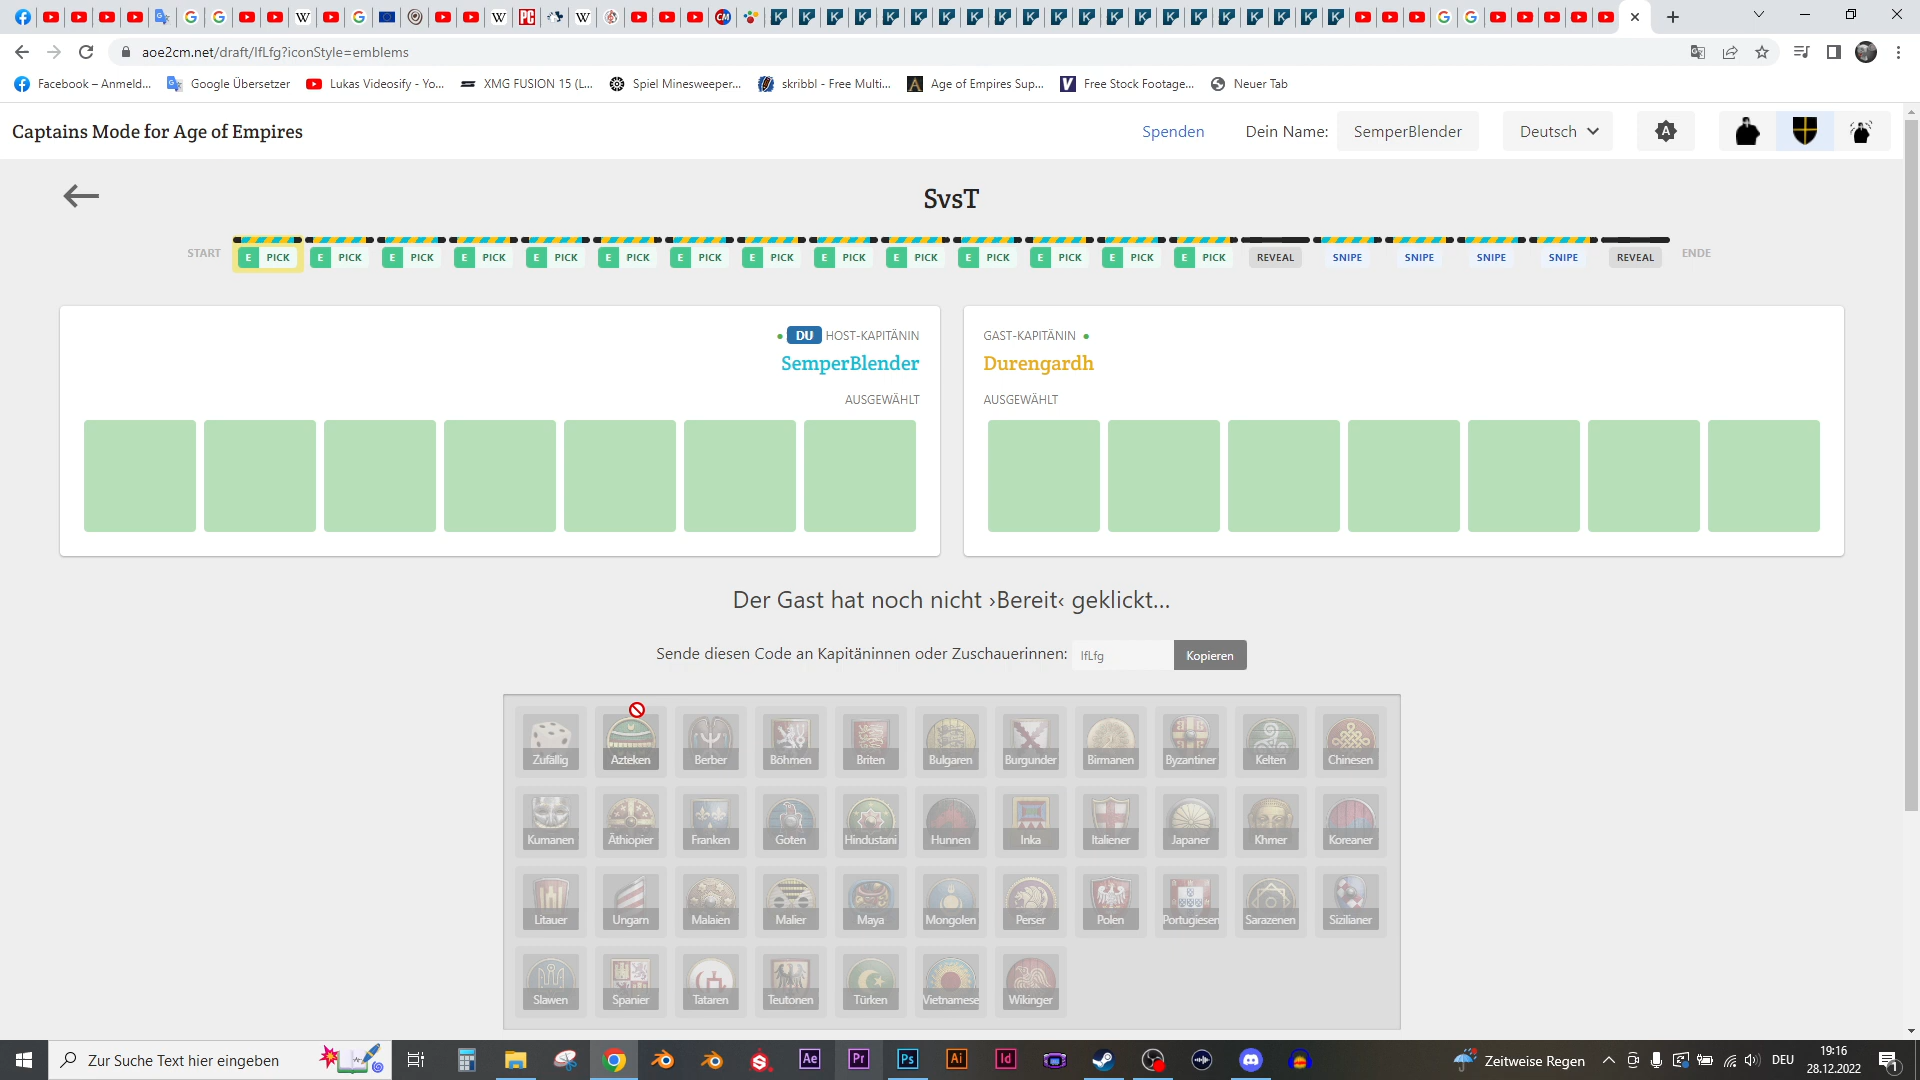 aoe2cm.net/draft/IfLfg?iconStyle=emblems
Facebook – Anmeld... Google Übersetzer Lukas Videosify - Yo... XMG FUSION 15 (L... Spiel Minesweeper... skribbl - Free Multi... Age of Empires Sup... Free Stock Footage... Neuer Tab
Captains Mode for Age of Empires Spenden Dein Name: SemperBlender Deutsch
SvsT
START E PICK E PICK E PICK E PICK E PICK E PICK E PICK E PICK E PICK E PICK E PICK E PICK E PICK E PICK REVEAL SNIPE SNIPE SNIPE SNIPE REVEAL ENDE
DU HOST-KAPITÄNIN
SemperBlender
AUSGEWÄHLT
GAST-KAPITÄNIN
Durengardh
AUSGEWÄHLT
Der Gast hat noch nicht ›Bereit‹ geklickt...
Sende diesen Code an Kapitäninnen oder Zuschauerinnen: IfLfg Kopieren
Zufällig Azteken Berber Böhmen Briten Bulgaren Burgunder Birmanen Byzantiner Kelten Chinesen
Kumanen Äthiopier Franken Goten Hindustani Hunnen Inka Italiener Japaner Khmer Koreaner
Litauer Ungarn Malaien Malier Maya Mongolen Perser Polen Portugiesen Sarazenen Sizilianer
Slawen Spanier Tataren Teutonen Türken Vietnamese Wikinger
Zur Suche Text hier eingeben Ae Pr Ps Ai Id Zeitweise Regen DEU 19:16
28.12.2022 1